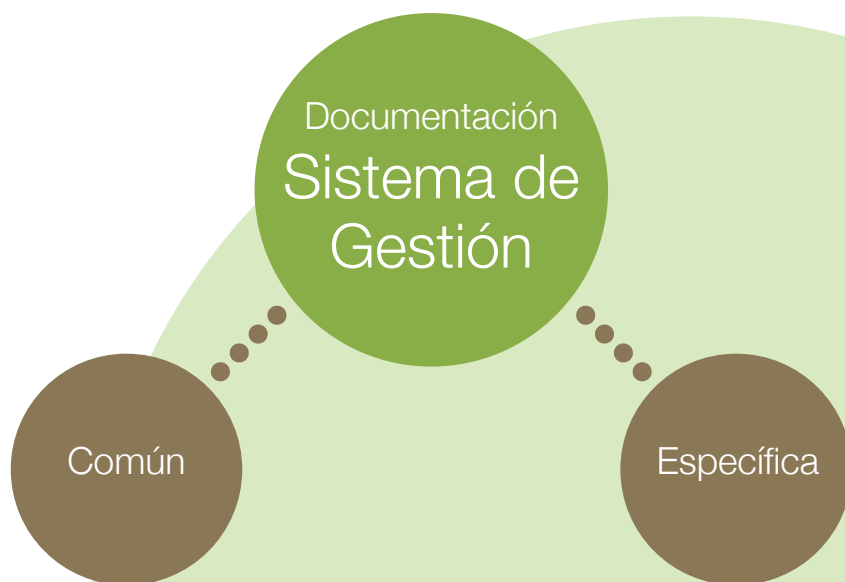 Documentación
Sistema de
Gestión
Común
Específica